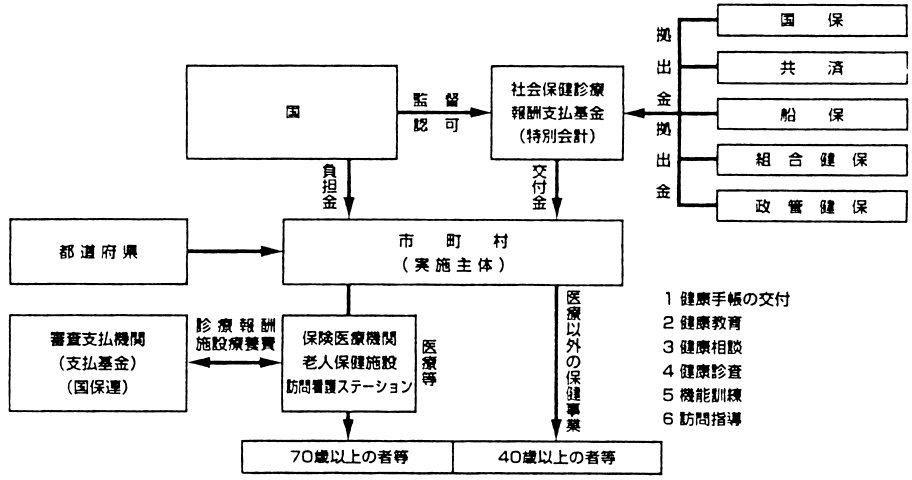 国保
共済
船保
組合健保
政管健保
拠出金拠出金
社会保健診療
報酬支払基金
(特別会計)
国
監督
認可
負担金
交付金
都道府県
市町村
(実施主体)
審査支払機関
(支払基金)
(国保連)
診療報酬
施設療養費
保険医療機関
老人保健施設
訪問看護ステーション
医療等
医療以外の保健事業
1 健康手帳の交付
2 健康教育
3 健康相談
4 健康診査
5 機能訓練
6 訪問指導
70歳以上の者等
40歳以上の者等